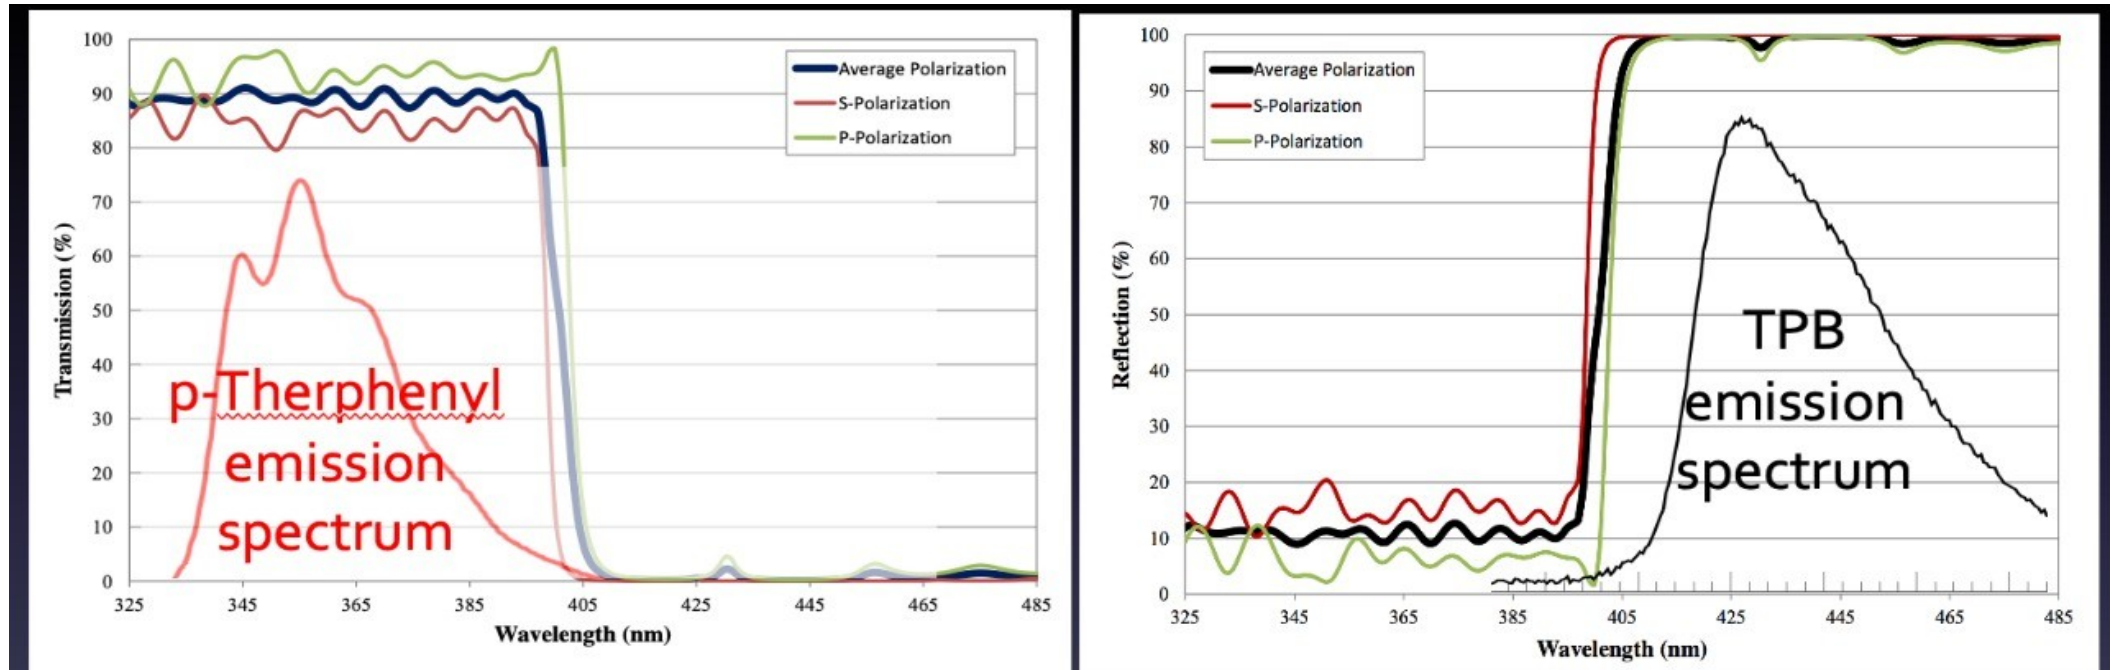 100
90
80
70
60
50
40
30
20
10
0
Transmission (%)
Average Polarization
S-Polarization
P-Polarization
p-Therphenyl
emission
spectrum
325 345 365 385 405 425 445 465 485
Wavelength (nm)
100
90
80
70
60
50
40
30
20
10
0
Reflection (%)
Average Polarization
S-Polarization
P-Polarization
TPB
emission
spectrum
325 345 365 385 405 425 445 465 485
Wavelength (nm)